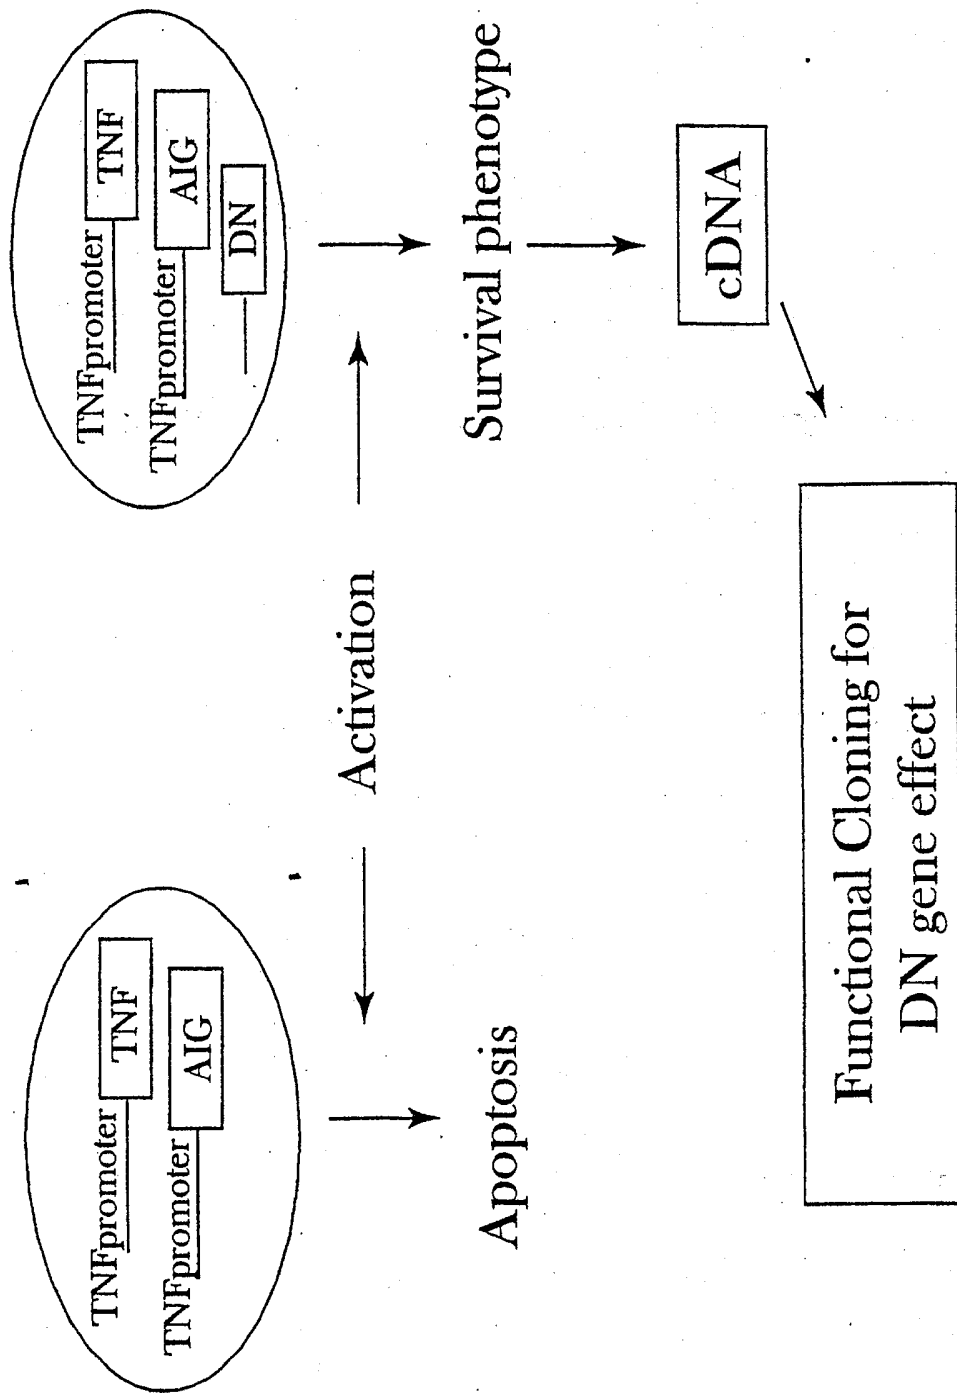 TNFpromoter
TNF
TNFpromoter
AIG
TNFpromoter
TNF
TNFpromoter
AIG
DN
Activation
Apoptosis
Survival phenotype
cDNA
Functional Cloning for
DN gene effect